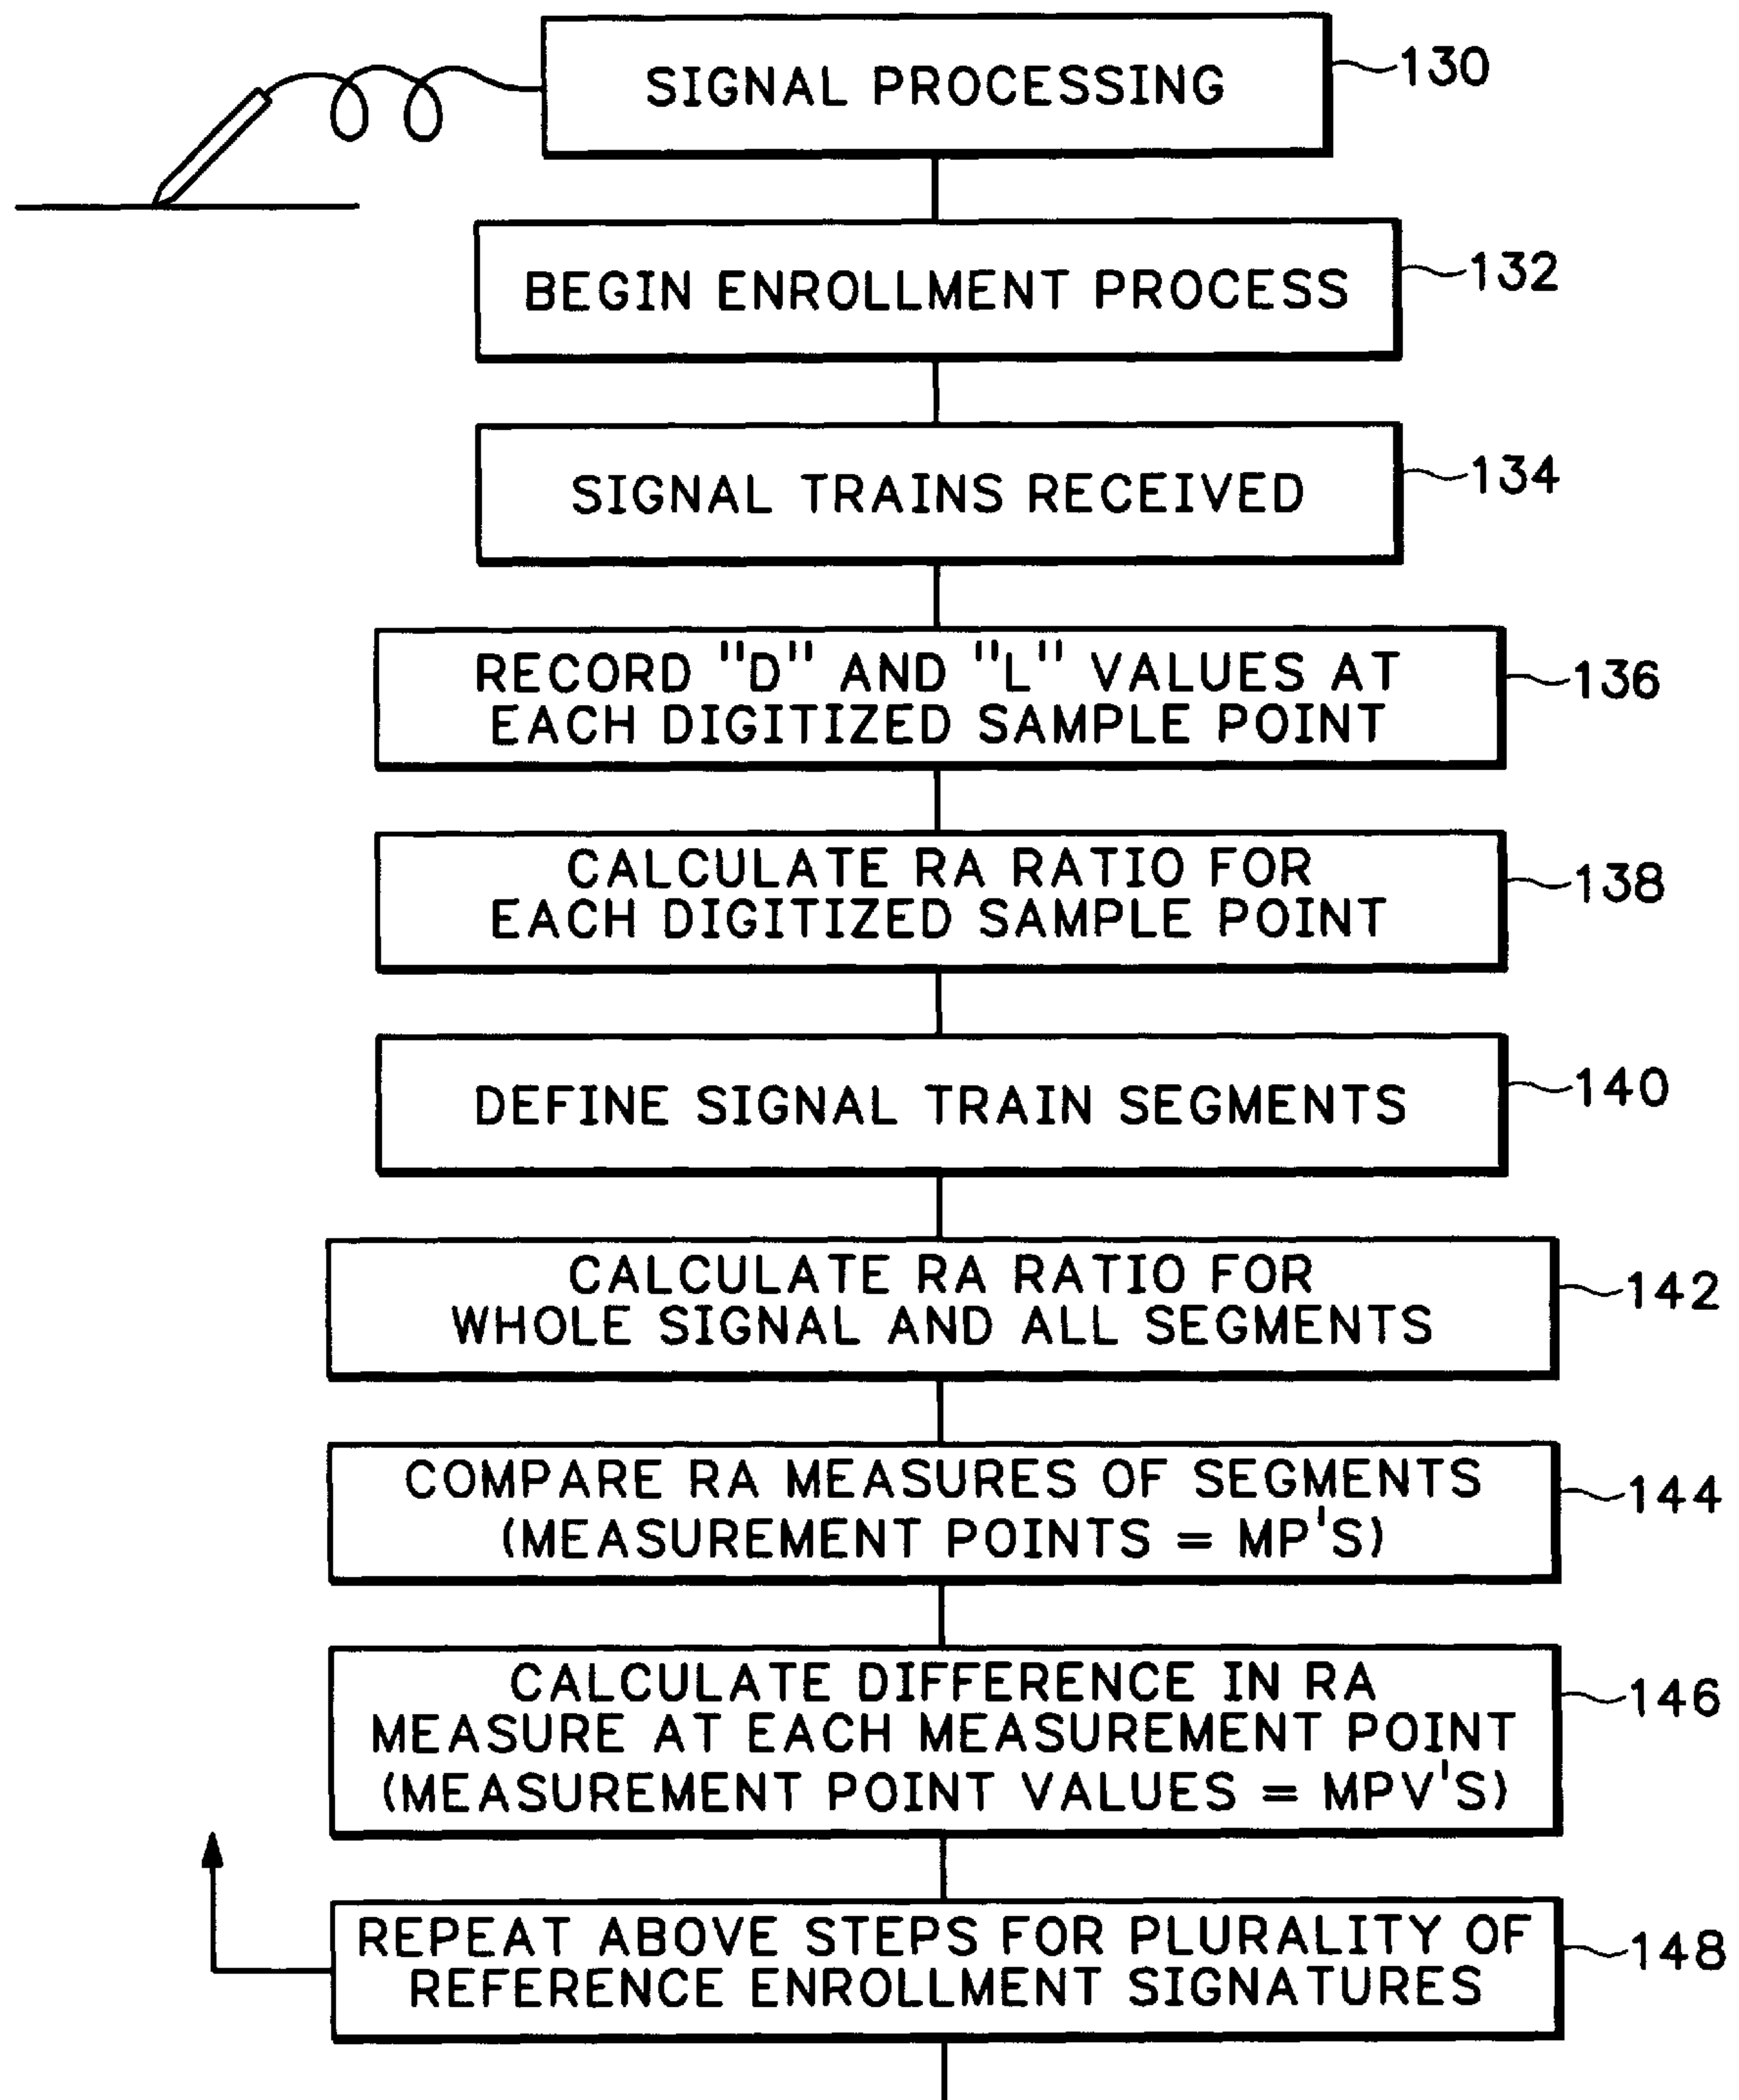 SIGNAL PROCESSING
130
BEGIN ENROLLMENT PROCESS
132
SIGNAL TRAINS RECEIVED
134
RECORD "D" AND "L" VALUES AT
EACH DIGITIZED SAMPLE POINT
136
CALCULATE RA RATIO FOR
EACH DIGITIZED SAMPLE POINT
138
DEFINE SIGNAL TRAIN SEGMENTS
140
CALCULATE RA RATIO FOR
WHOLE SIGNAL AND ALL SEGMENTS
142
COMPARE RA MEASURES OF SEGMENTS
(MEASUREMENT POINTS = MP'S)
144
CALCULATE DIFFERENCE IN RA
MEASURE AT EACH MEASUREMENT POINT
(MEASUREMENT POINT VALUES = MPV'S)
146
REPEAT ABOVE STEPS FOR PLURALITY OF
REFERENCE ENROLLMENT SIGNATURES
148